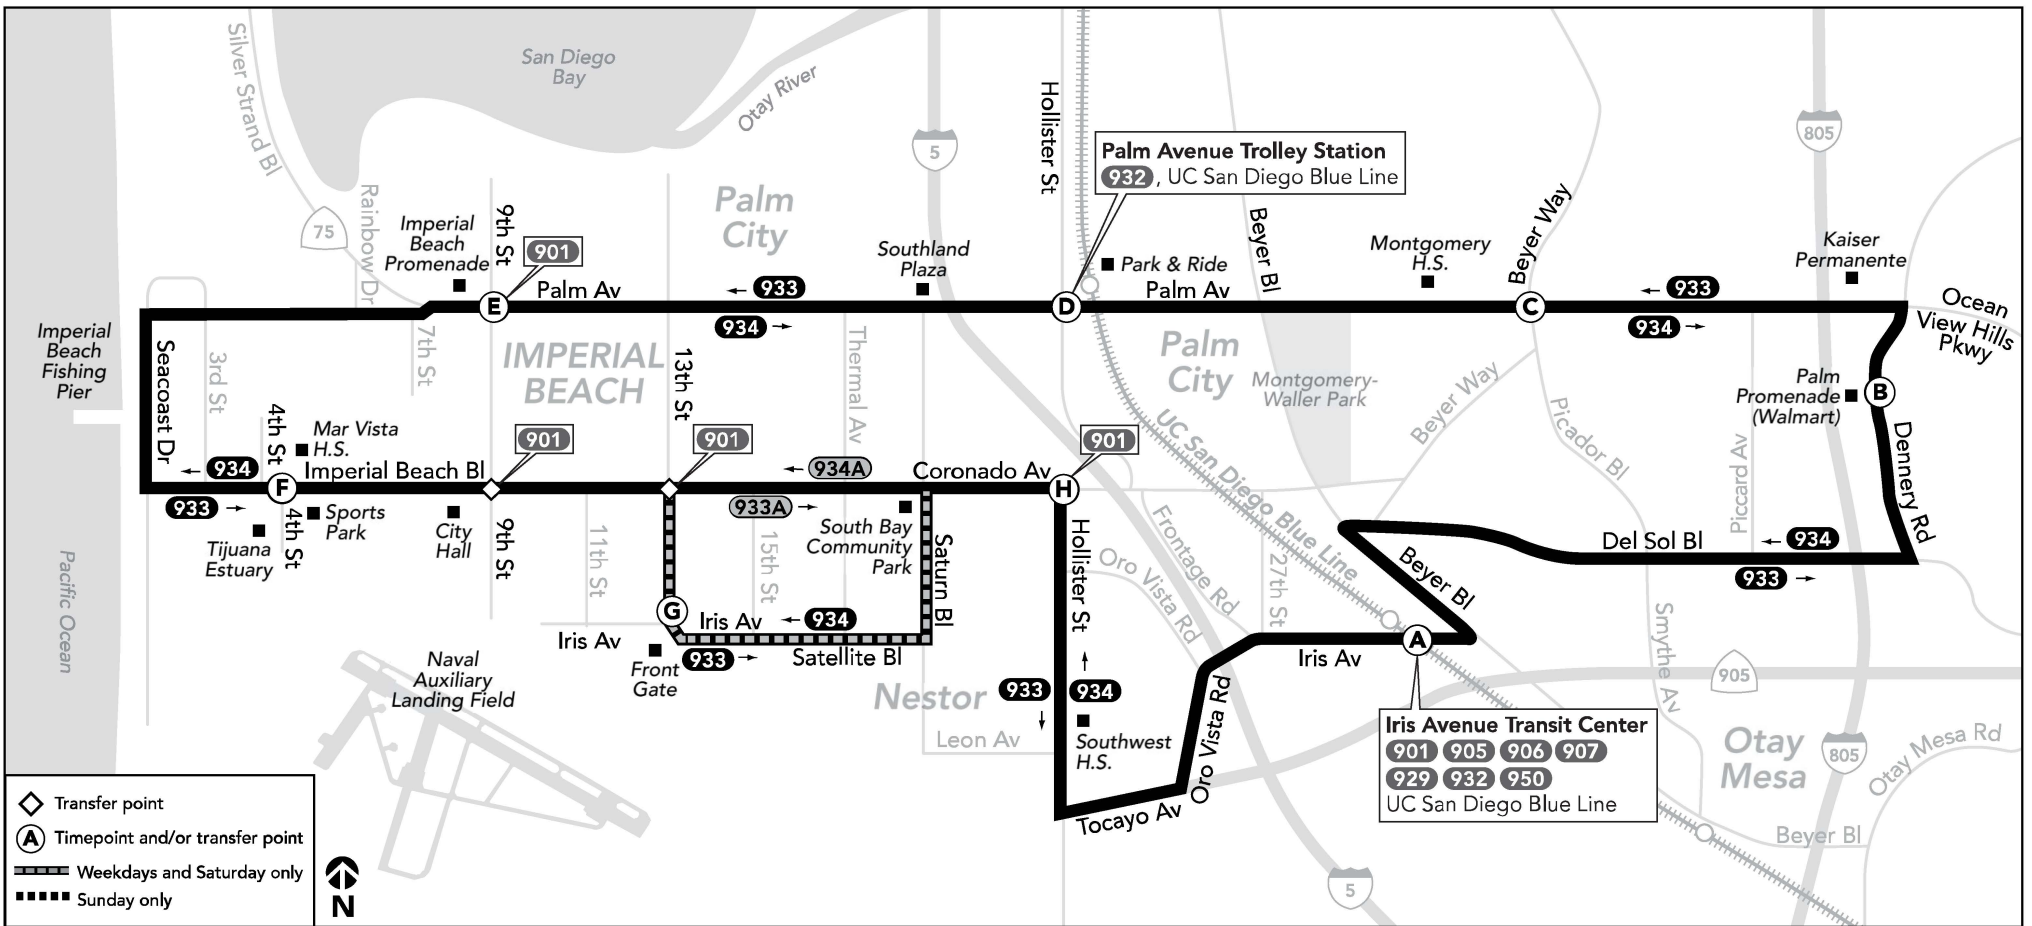 San Diego
Bay
Silver Strand Bl
Otay River
5
805
Hollister St
Palm Avenue Trolley Station
932 , UC San Diego Blue Line
Rainbow Dr
75
Imperial
Beach
Promenade
9th St
901
Palm
City
Southland
Plaza
Park & Ride
Beyer Bl
Montgomery
H.S.
Beyer Way
Kaiser
Permanente
E
Palm Av
← 933
934 →
D
Palm Av
C
← 933
934 →
Ocean
View Hills
Pkwy
Imperial
Beach
Fishing
Pier
Seacoast Dr
3rd St
7th St
IMPERIAL
BEACH
13th St
Thermal Av
Palm
City
Montgomery-
Waller Park
Beyer Way
Picador Bl
Palm
Promenade
(Walmart)
B
Dennery Rd
Piccard Av
4th St
Mar Vista
H.S.
901
901
901
← 934
F
Imperial Beach Bl
← 934A
Coronado Av
H
UC San Diego Blue Line
933 →
4th St
Sports
Park
Tijuana
Estuary
City
Hall
9th St
11th St
933A →
15th St
South Bay
Community
Park
Saturn Bl
Hollister St
Frontage Rd
Oro Vista Rd
27th St
Beyer Bl
Del Sol Bl
← 934
933 →
Pacific Ocean
G
Iris Av
← 934
Iris Av
Front
Gate
933 →
Satellite Bl
A
Iris Av
Smythe Av
905
Naval
Auxiliary
Landing Field
Nestor
933
↓
↑
934
Leon Av
Southwest
H.S.
Oro Vista Rd
Tocayo Av
Iris Avenue Transit Center
901 905 906 907
929 932 950
UC San Diego Blue Line
Otay
Mesa
805
Otay Mesa Rd
Beyer Bl
5
Transfer point
A Timepoint and/or transfer point
Weekdays and Saturday only
Sunday only
N